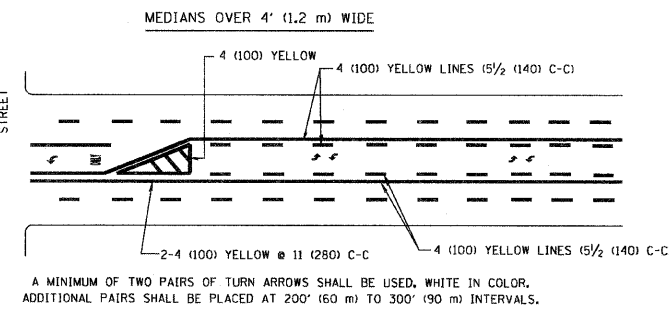 MEDIANS OVER 4' (1.2 m) WIDE
4 (100) YELLOW
4 (100) YELLOW LINES (5½ (140) C-C)
STREET
2-4 (100) YELLOW @ 11 (280) C-C
4 (100) YELLOW LINES (5½ (140) C-C
A MINIMUM OF TWO PAIRS OF TURN ARROWS SHALL BE USED, WHITE IN COLOR.
ADDITIONAL PAIRS SHALL BE PLACED AT 200' (60 m) TO 300' (90 m) INTERVALS.